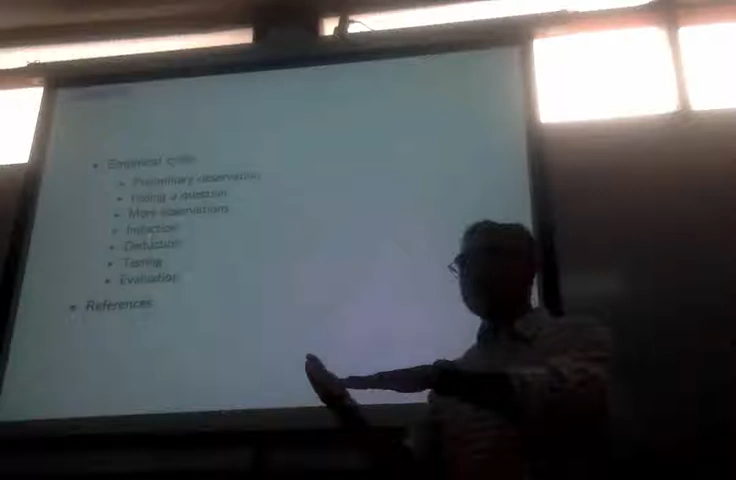 Empirical cycle
Preliminary observation
Posing a question
More observations
Induction
Deduction
Testing
Evaluation
References